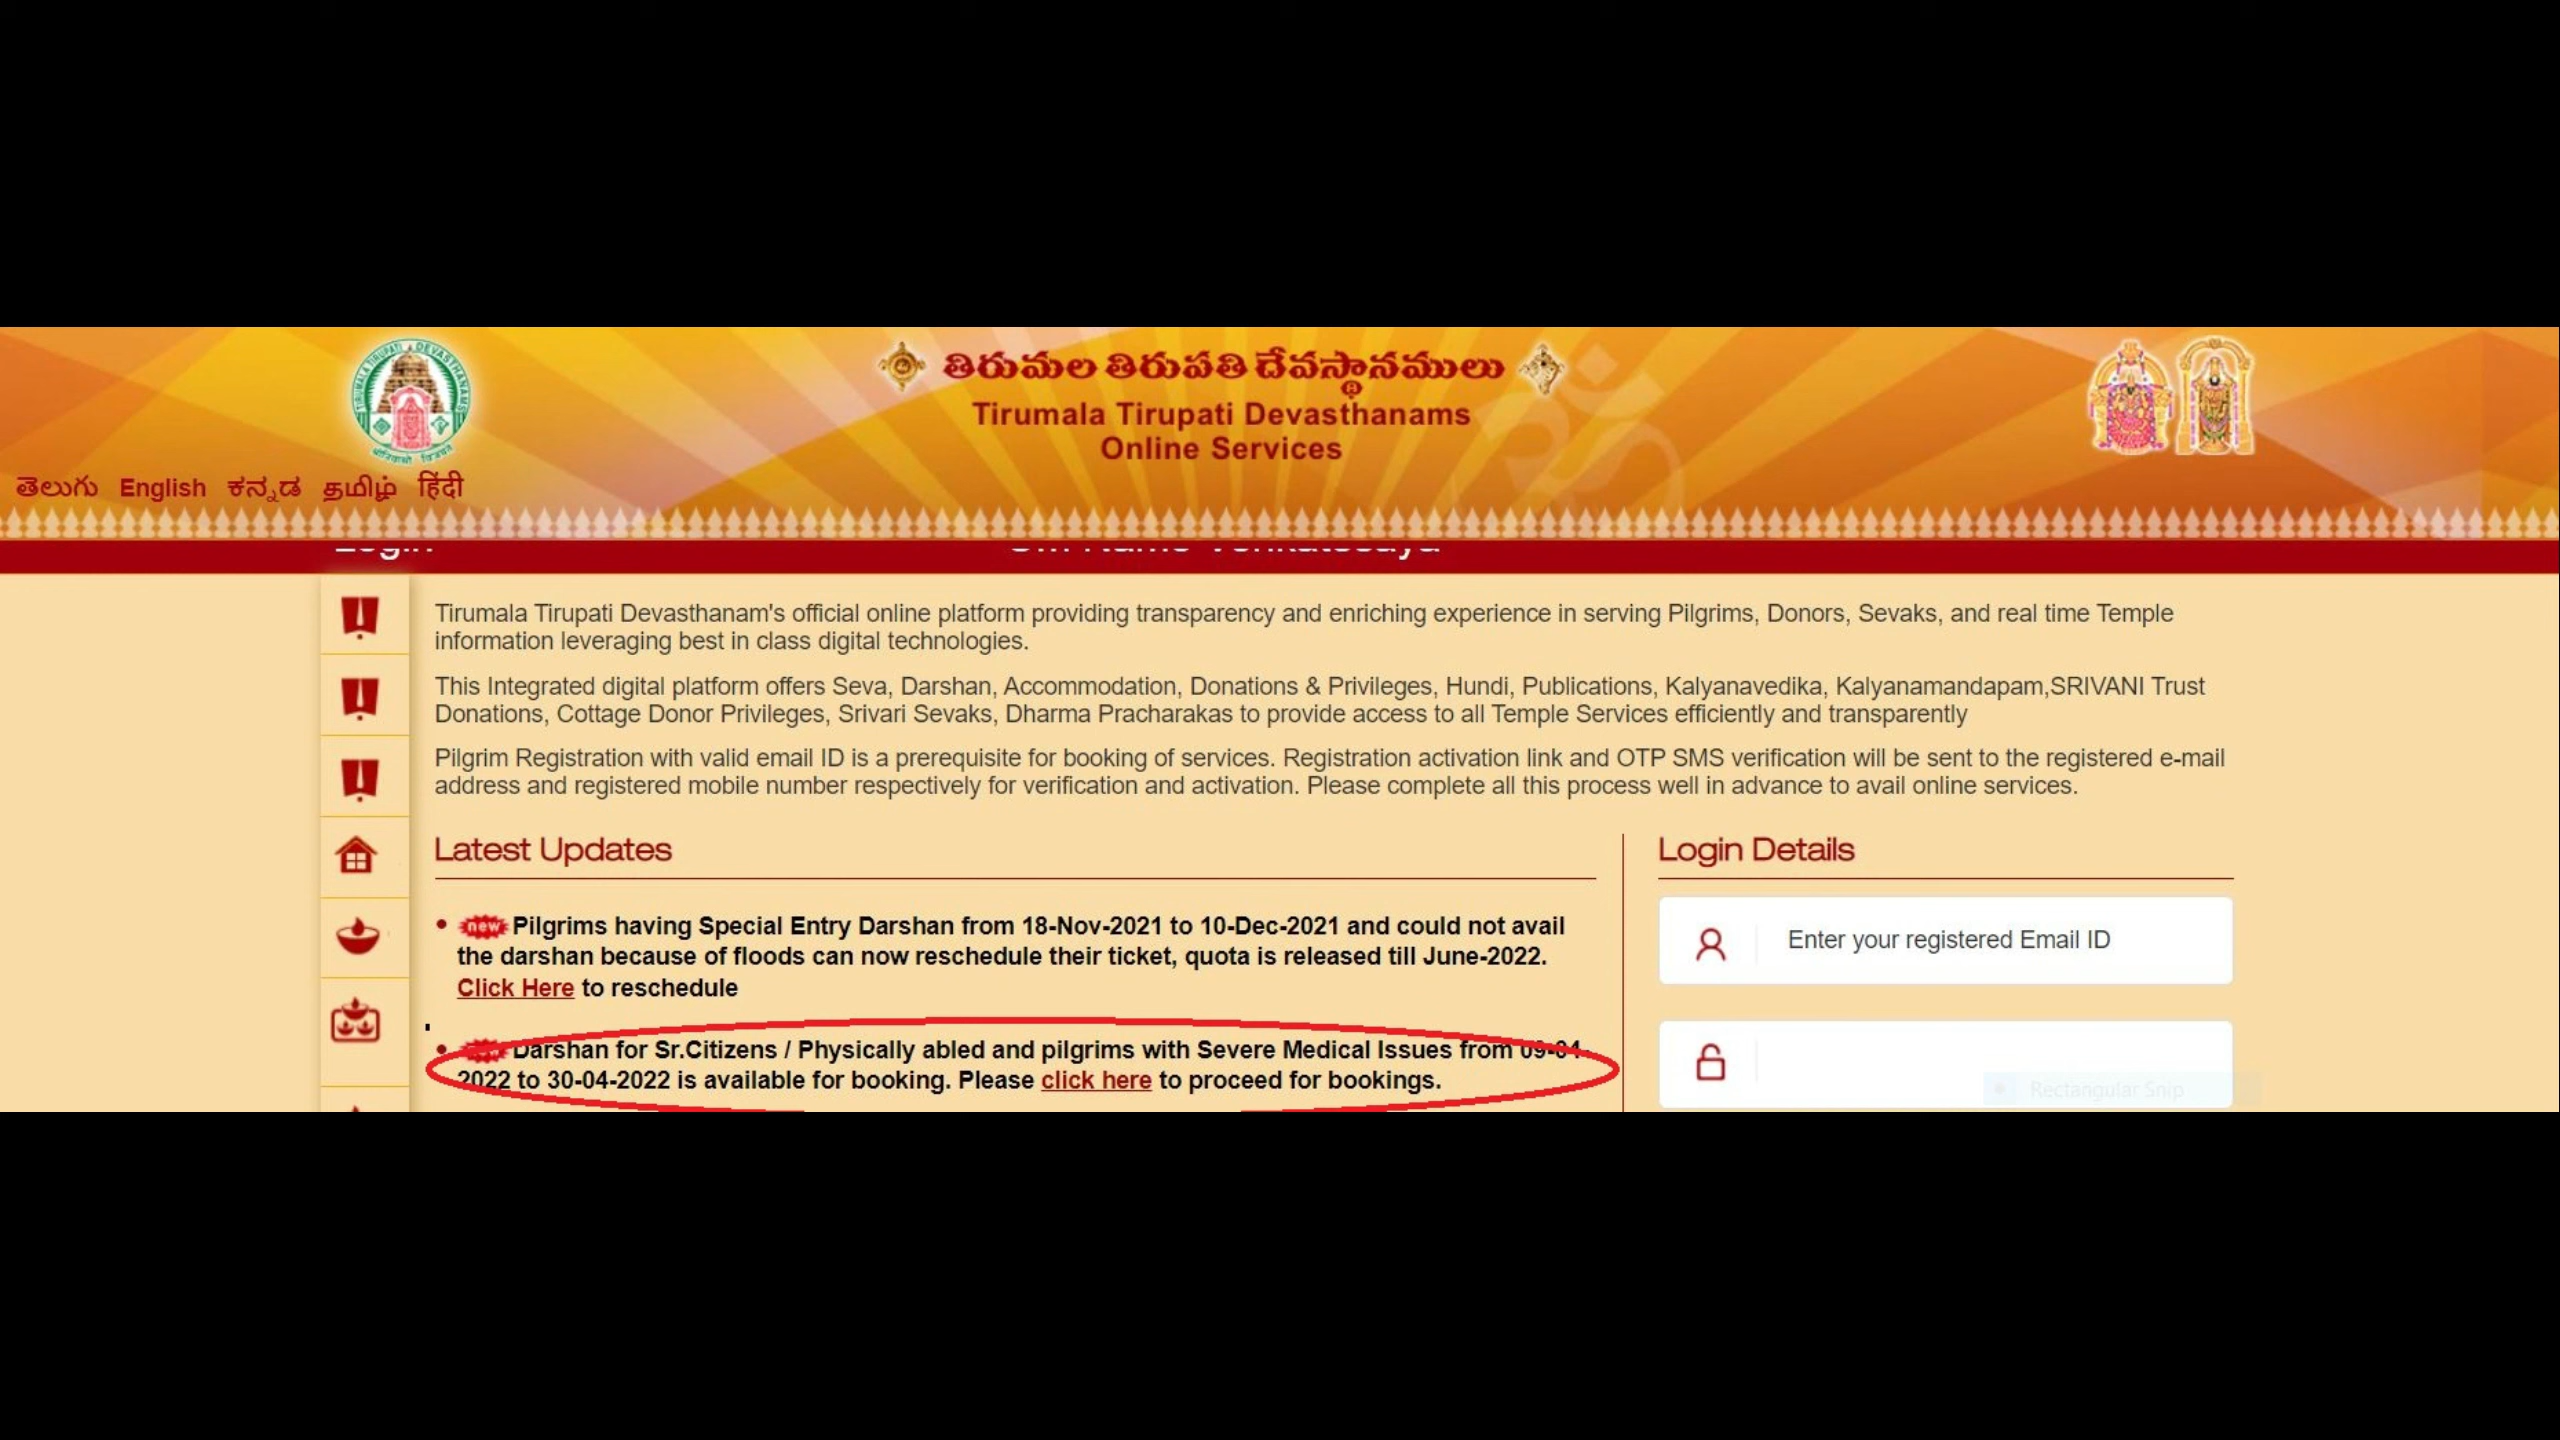 TIRUMALA TIRUPATI DEVASTHANAMS
తిరుమల తిరుపతి దేవస్థానములు
Tirumala Tirupati Devasthanams
Online Services
తెలుగు English ಕನ್ನಡ தமிழ் हिंदी
Login
Tirumala Tirupati Devasthanam's official online platform providing transparency and enriching experience in serving Pilgrims, Donors, Sevaks, and real time Temple
information leveraging best in class digital technologies.
This Integrated digital platform offers Seva, Darshan, Accommodation, Donations & Privileges, Hundi, Publications, Kalyanavedika, Kalyanamandapam,SRIVANI Trust
Donations, Cottage Donor Privileges, Srivari Sevaks, Dharma Pracharakas to provide access to all Temple Services efficiently and transparently
Pilgrim Registration with valid email ID is a prerequisite for booking of services. Registration activation link and OTP SMS verification will be sent to the registered e-mail
address and registered mobile number respectively for verification and activation. Please complete all this process well in advance to avail online services.
Latest Updates
new Pilgrims having Special Entry Darshan from 18-Nov-2021 to 10-Dec-2021 and could not avail
the darshan because of floods can now reschedule their ticket, quota is released till June-2022.
Click Here to reschedule
Darshan for Sr.Citizens / Physically abled and pilgrims with Severe Medical Issues from 09-04-
2022 to 30-04-2022 is available for booking. Please click here to proceed for bookings.
Login Details
Enter your registered Email ID
Rectangular Snip